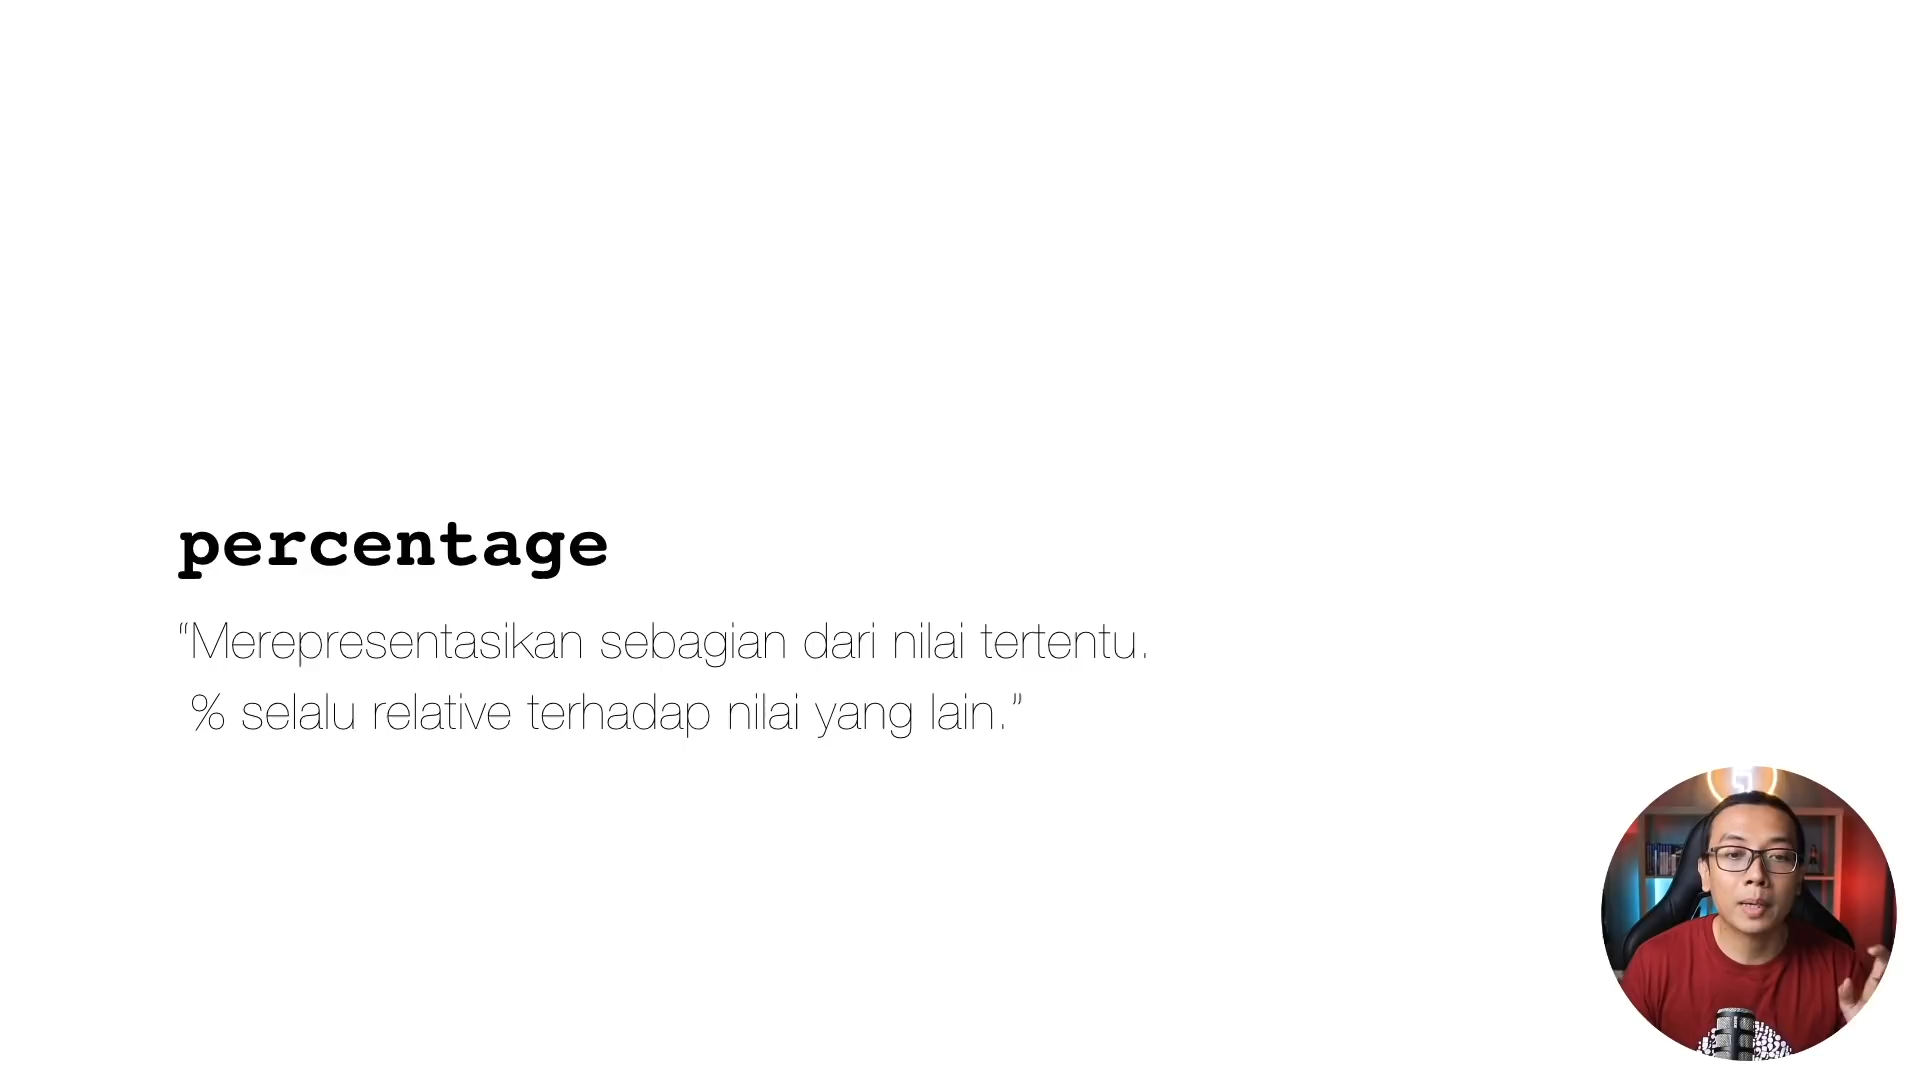 percentage
“Merepresentasikan sebagian dari nilai tertentu.
% selalu relative terhadap nilai yang lain.”